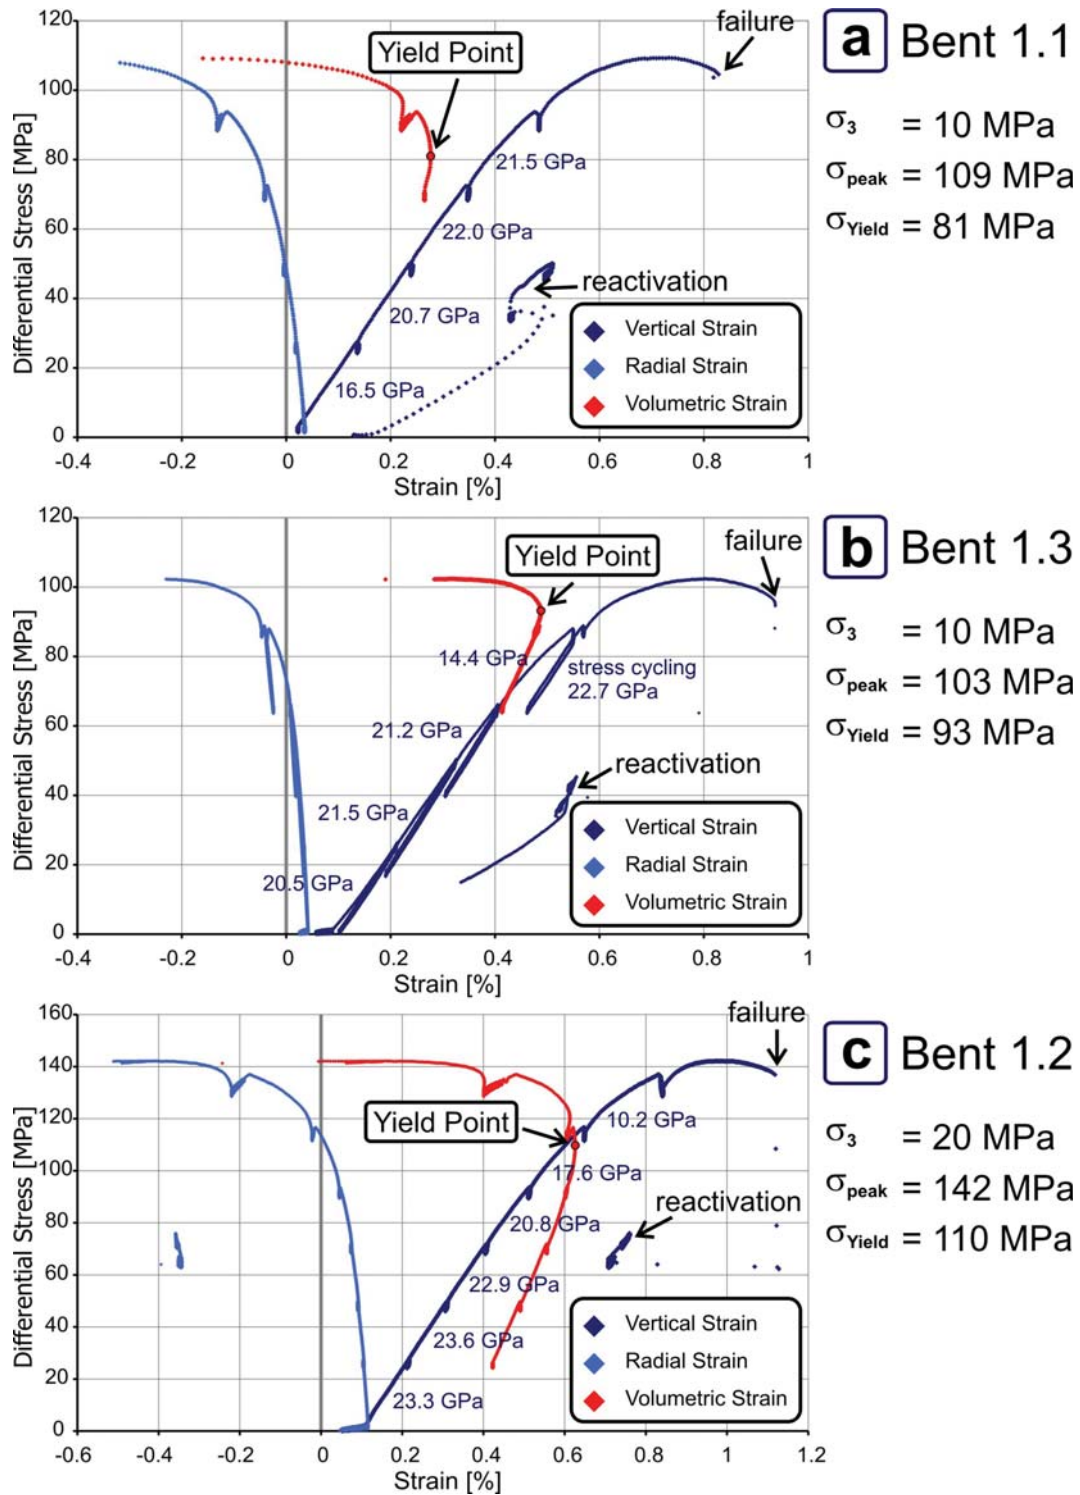 a Bent 1.1
σ3 = 10 MPa
σpeak = 109 MPa
σYield = 81 MPa
Differential Stress [MPa]
120
100
80
60
40
20
0
-0.4
-0.2
0
0.2
0.4
0.6
0.8
1
Strain [%]
Yield Point
failure
21.5 GPa
22.0 GPa
20.7 GPa
16.5 GPa
reactivation
Vertical Strain
Radial Strain
Volumetric Strain
b Bent 1.3
σ3 = 10 MPa
σpeak = 103 MPa
σYield = 93 MPa
Differential Stress [MPa]
120
100
80
60
40
20
0
-0.4
-0.2
0
0.2
0.4
0.6
0.8
1
Strain [%]
Yield Point
failure
14.4 GPa
stress cycling
22.7 GPa
21.2 GPa
21.5 GPa
20.5 GPa
reactivation
Vertical Strain
Radial Strain
Volumetric Strain
c Bent 1.2
σ3 = 20 MPa
σpeak = 142 MPa
σYield = 110 MPa
Differential Stress [MPa]
160
140
120
100
80
60
40
20
0
-0.6
-0.4
-0.2
0
0.2
0.4
0.6
0.8
1
1.2
Strain [%]
failure
Yield Point
10.2 GPa
17.6 GPa
20.8 GPa
22.9 GPa
23.6 GPa
23.3 GPa
reactivation
Vertical Strain
Radial Strain
Volumetric Strain